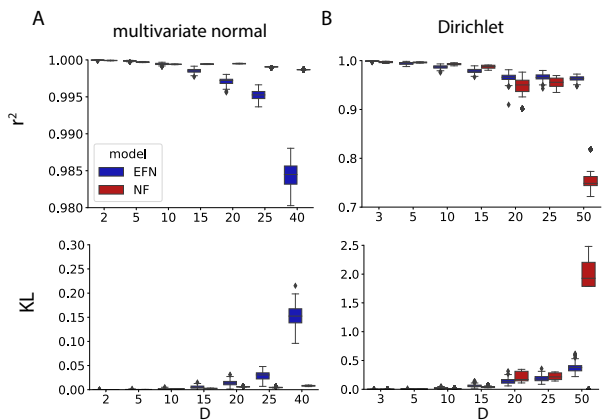 A
multivariate normal
B
Dirichlet
r²
1.000
0.995
0.990
0.985
0.980
model
EFN
NF
2 5 10 15 20 25 40
1.0
0.9
0.8
0.7
3 5 10 15 20 25 50
KL
0.30
0.25
0.20
0.15
0.10
0.05
0.00
2 5 10 15 20 25 40
D
2.5
2.0
1.5
1.0
0.5
0.0
3 5 10 15 20 25 50
D